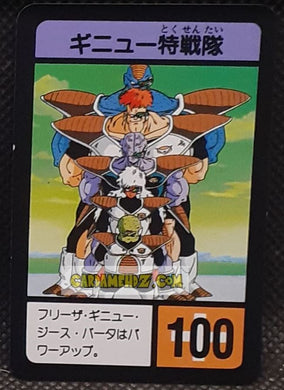 とくせんたい
ギニュー特戦隊
CARDAMEHDZ.COM
フリーザ・ギニュー・
ジース・バータはパ
ワーアップ。
100